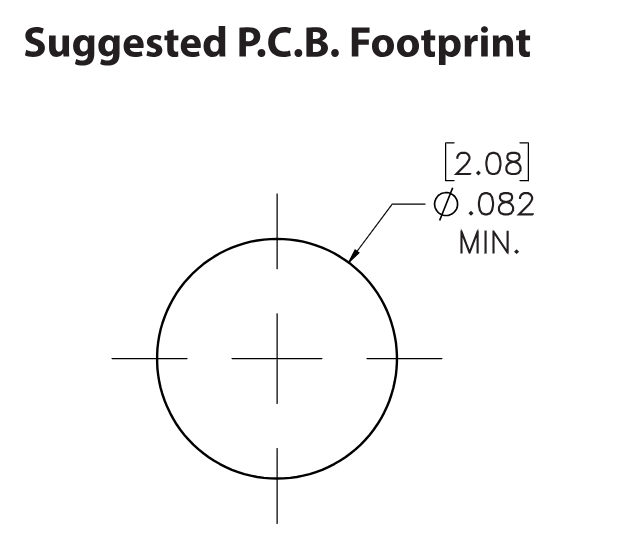 Suggested P.C.B. Footprint
[2.08]
Ø .082
MIN.